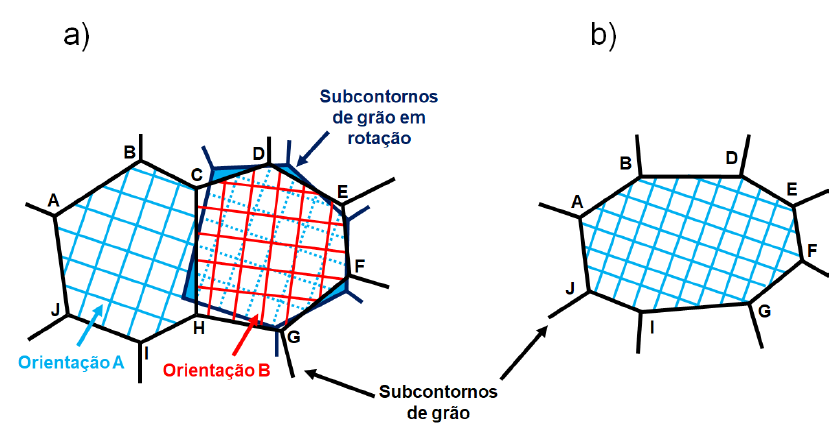 a)
b)
Subcontornos
de grão em
rotação
B
D
C
A
E
F
J
H
I
G
Orientação A
Orientação B
B
D
A
E
F
J
I
G
Subcontornos
de grão